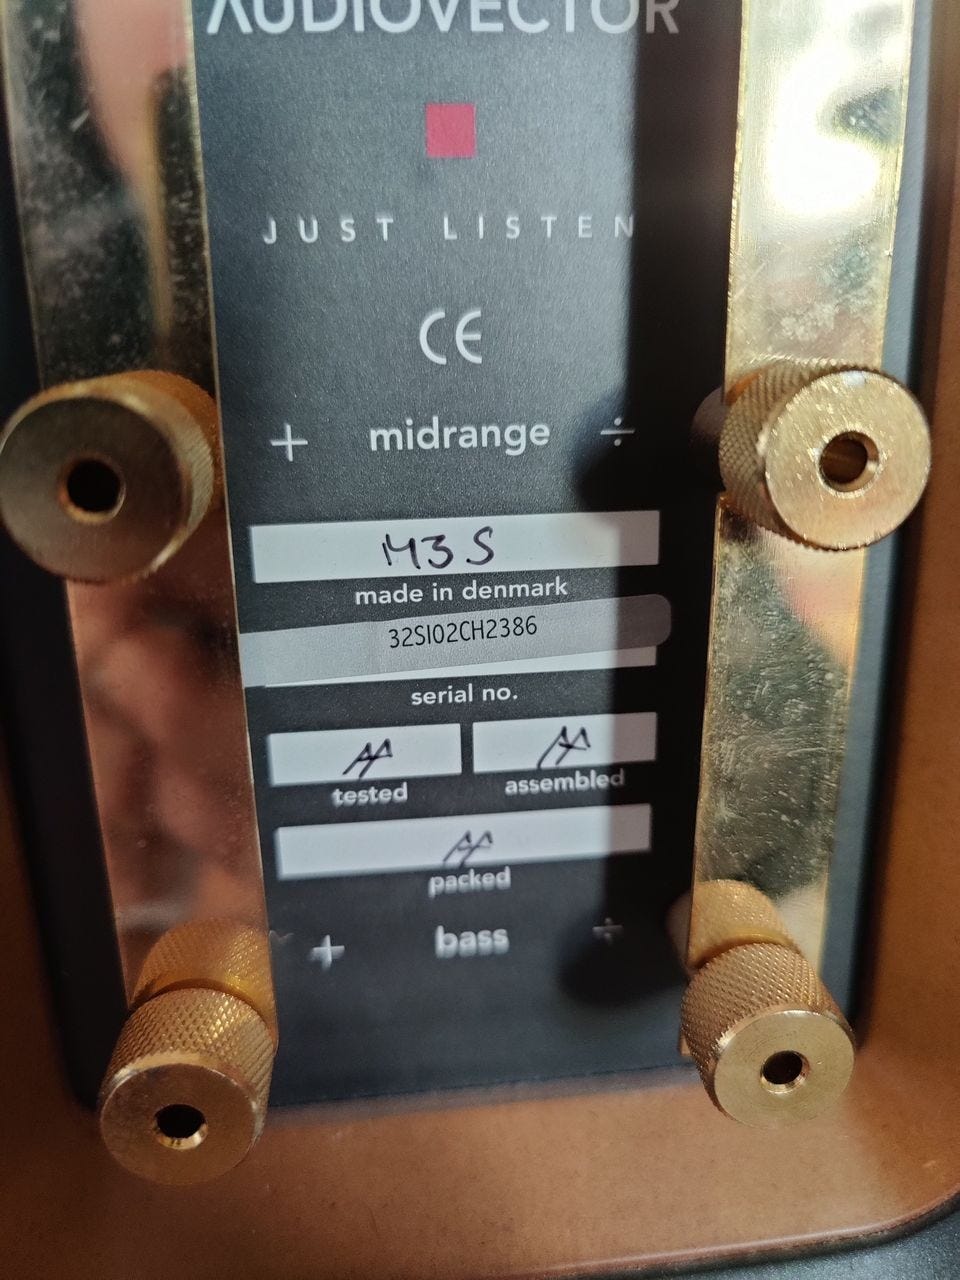 AUDIOVECTOR
JUST LISTEN
CE
+ midrange ÷
M3S
made in denmark
32SI02CH2386
serial no.
tested
assembled
packed
+ bass ÷